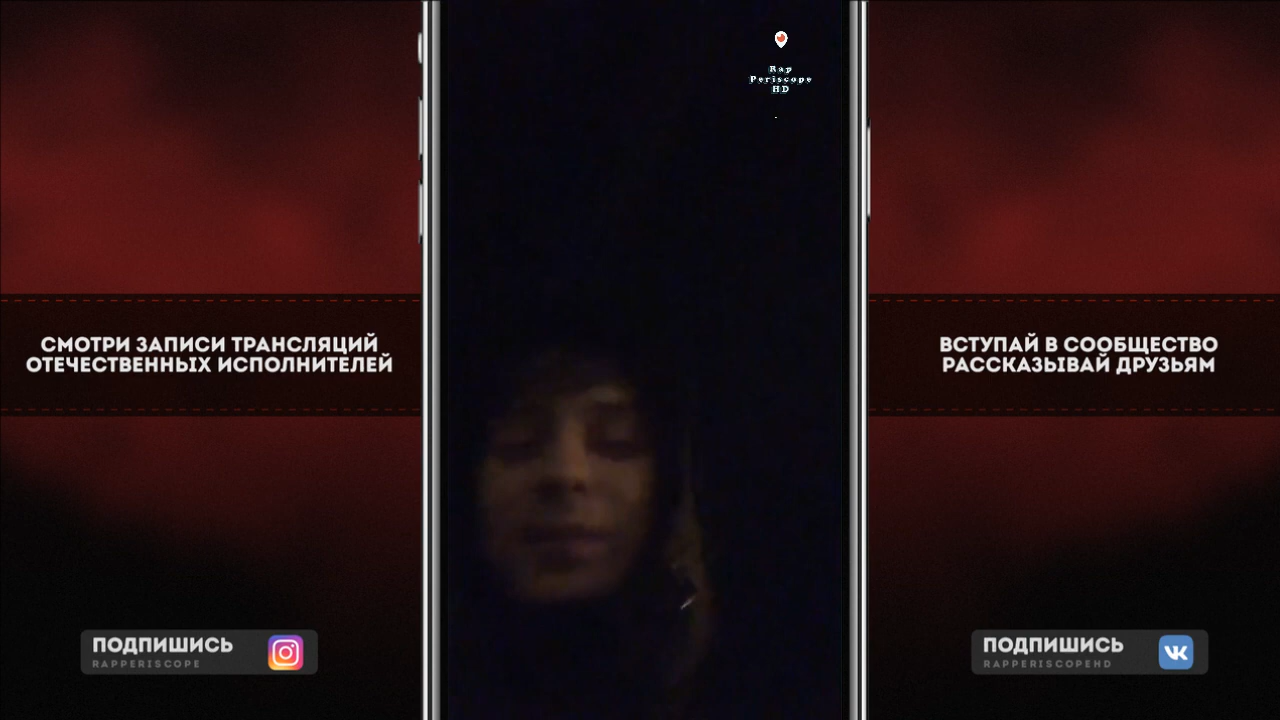 Rap
Periscope
HD
СМОТРИ ЗАПИСИ ТРАНСЛЯЦИЙ
ОТЕЧЕСТВЕННЫХ ИСПОЛНИТЕЛЕЙ
ВСТУПАЙ В СООБЩЕСТВО
РАССКАЗЫВАЙ ДРУЗЬЯМ
ПОДПИШИСЬ
RAPPERISCOPE
ПОДПИШИСЬ
RAPPERISCOPEHD